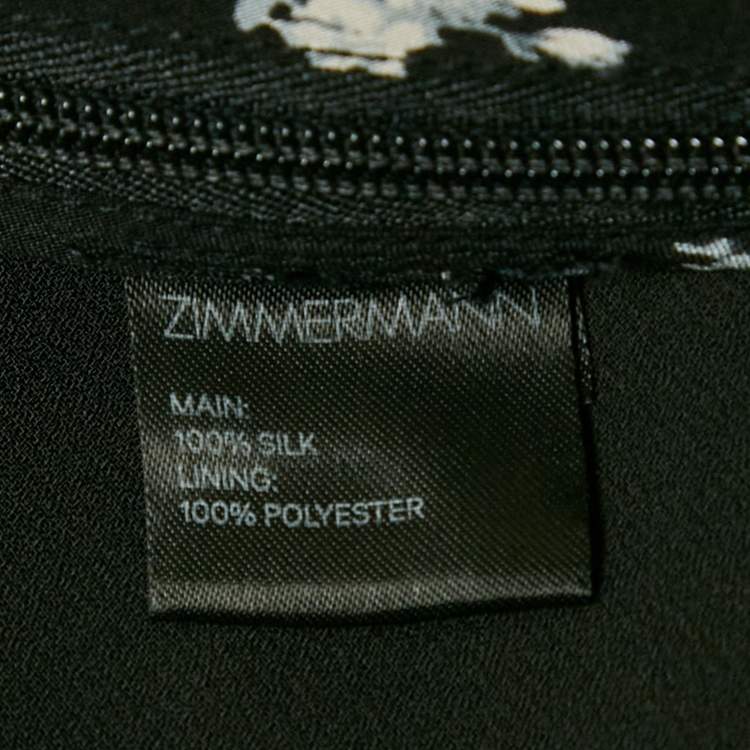 ZIMMERMANN
MAIN:
100% SILK
LINING:
100% POLYESTER